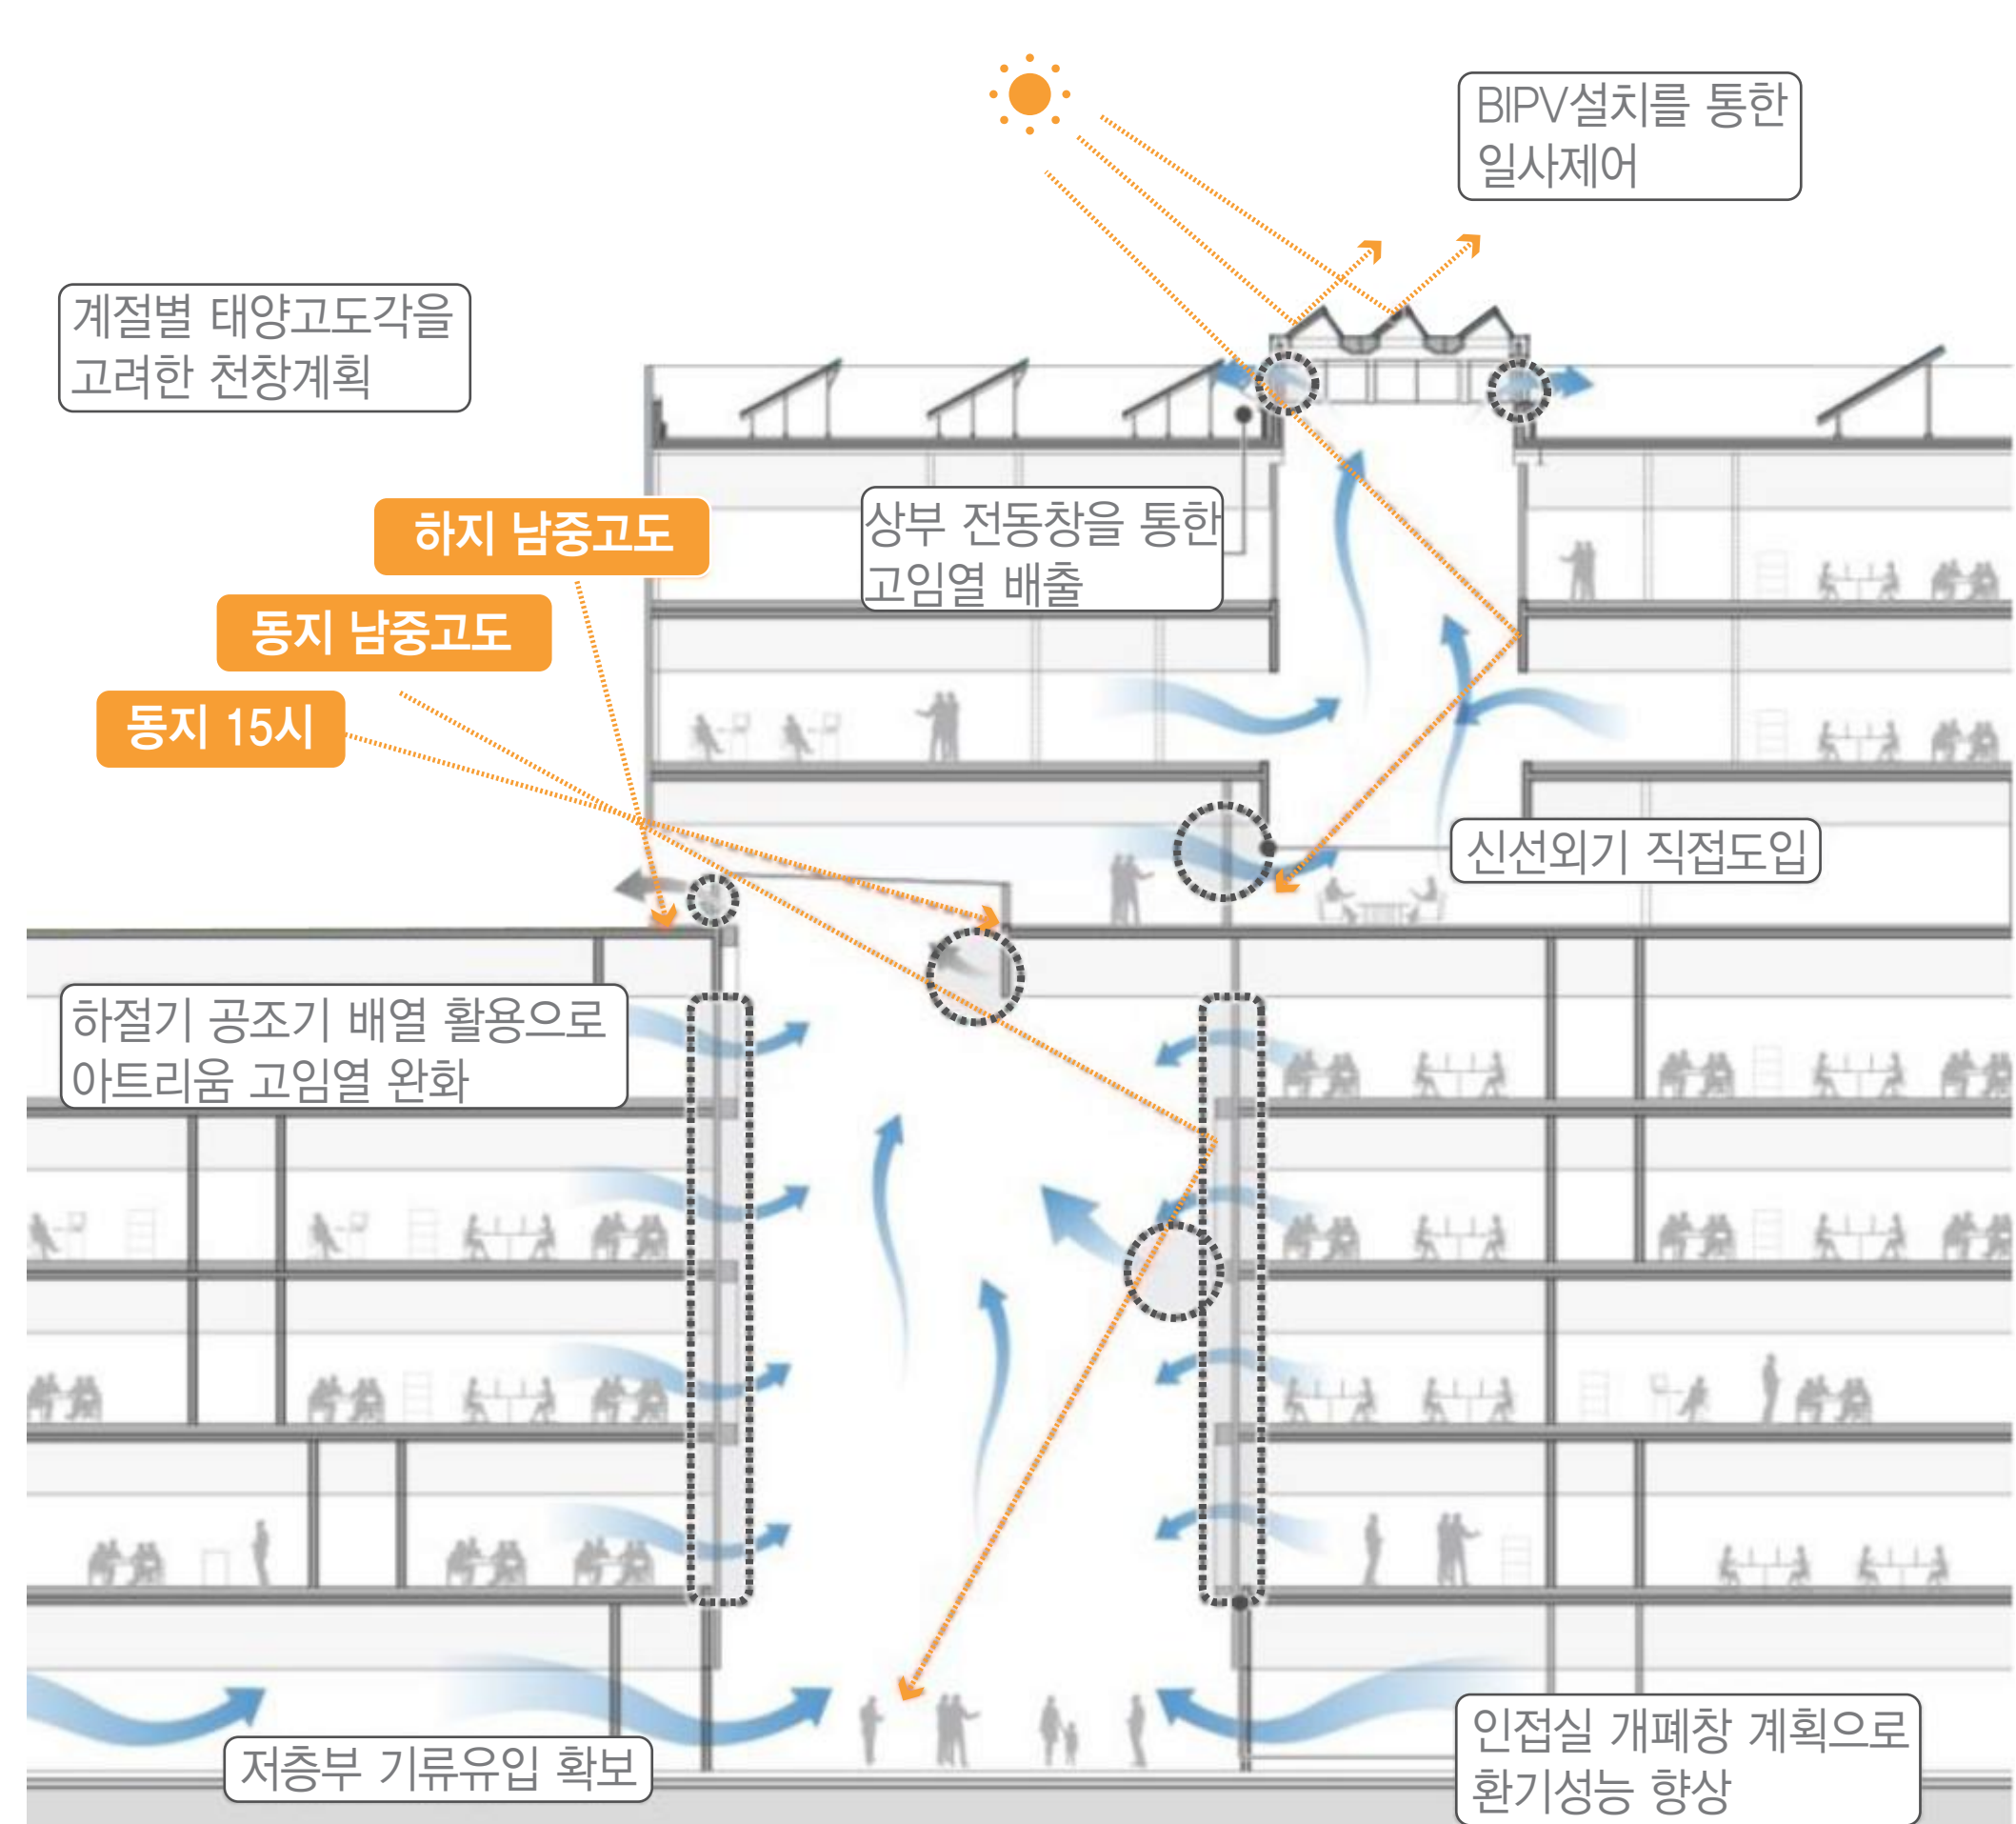 BIPV설치를 통한
일사제어
계절별 태양고도각을
고려한 천장계획
하지 남중고도
상부 전동창을 통한
고임열 배출
동지 남중고도
동지 15시
신선외기 직접도입
하절기 공조기 배열 활용으로
아트리움 고임열 완화
저층부 기류유입 확보
인접실 개폐창 계획으로
환기성능 향상